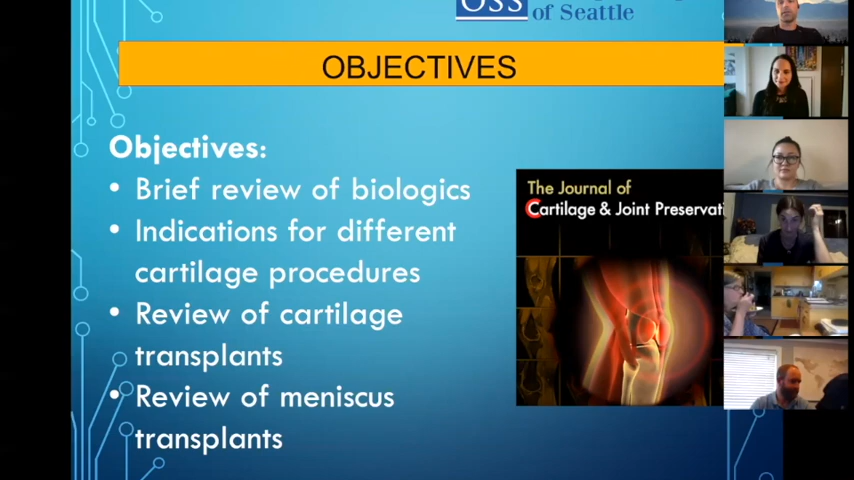 OSS
of Seattle
OBJECTIVES
Objectives:
• Brief review of biologics
• Indications for different
cartilage procedures
• Review of cartilage
transplants
• Review of meniscus
transplants
The Journal of
Cartilage & Joint Preservati